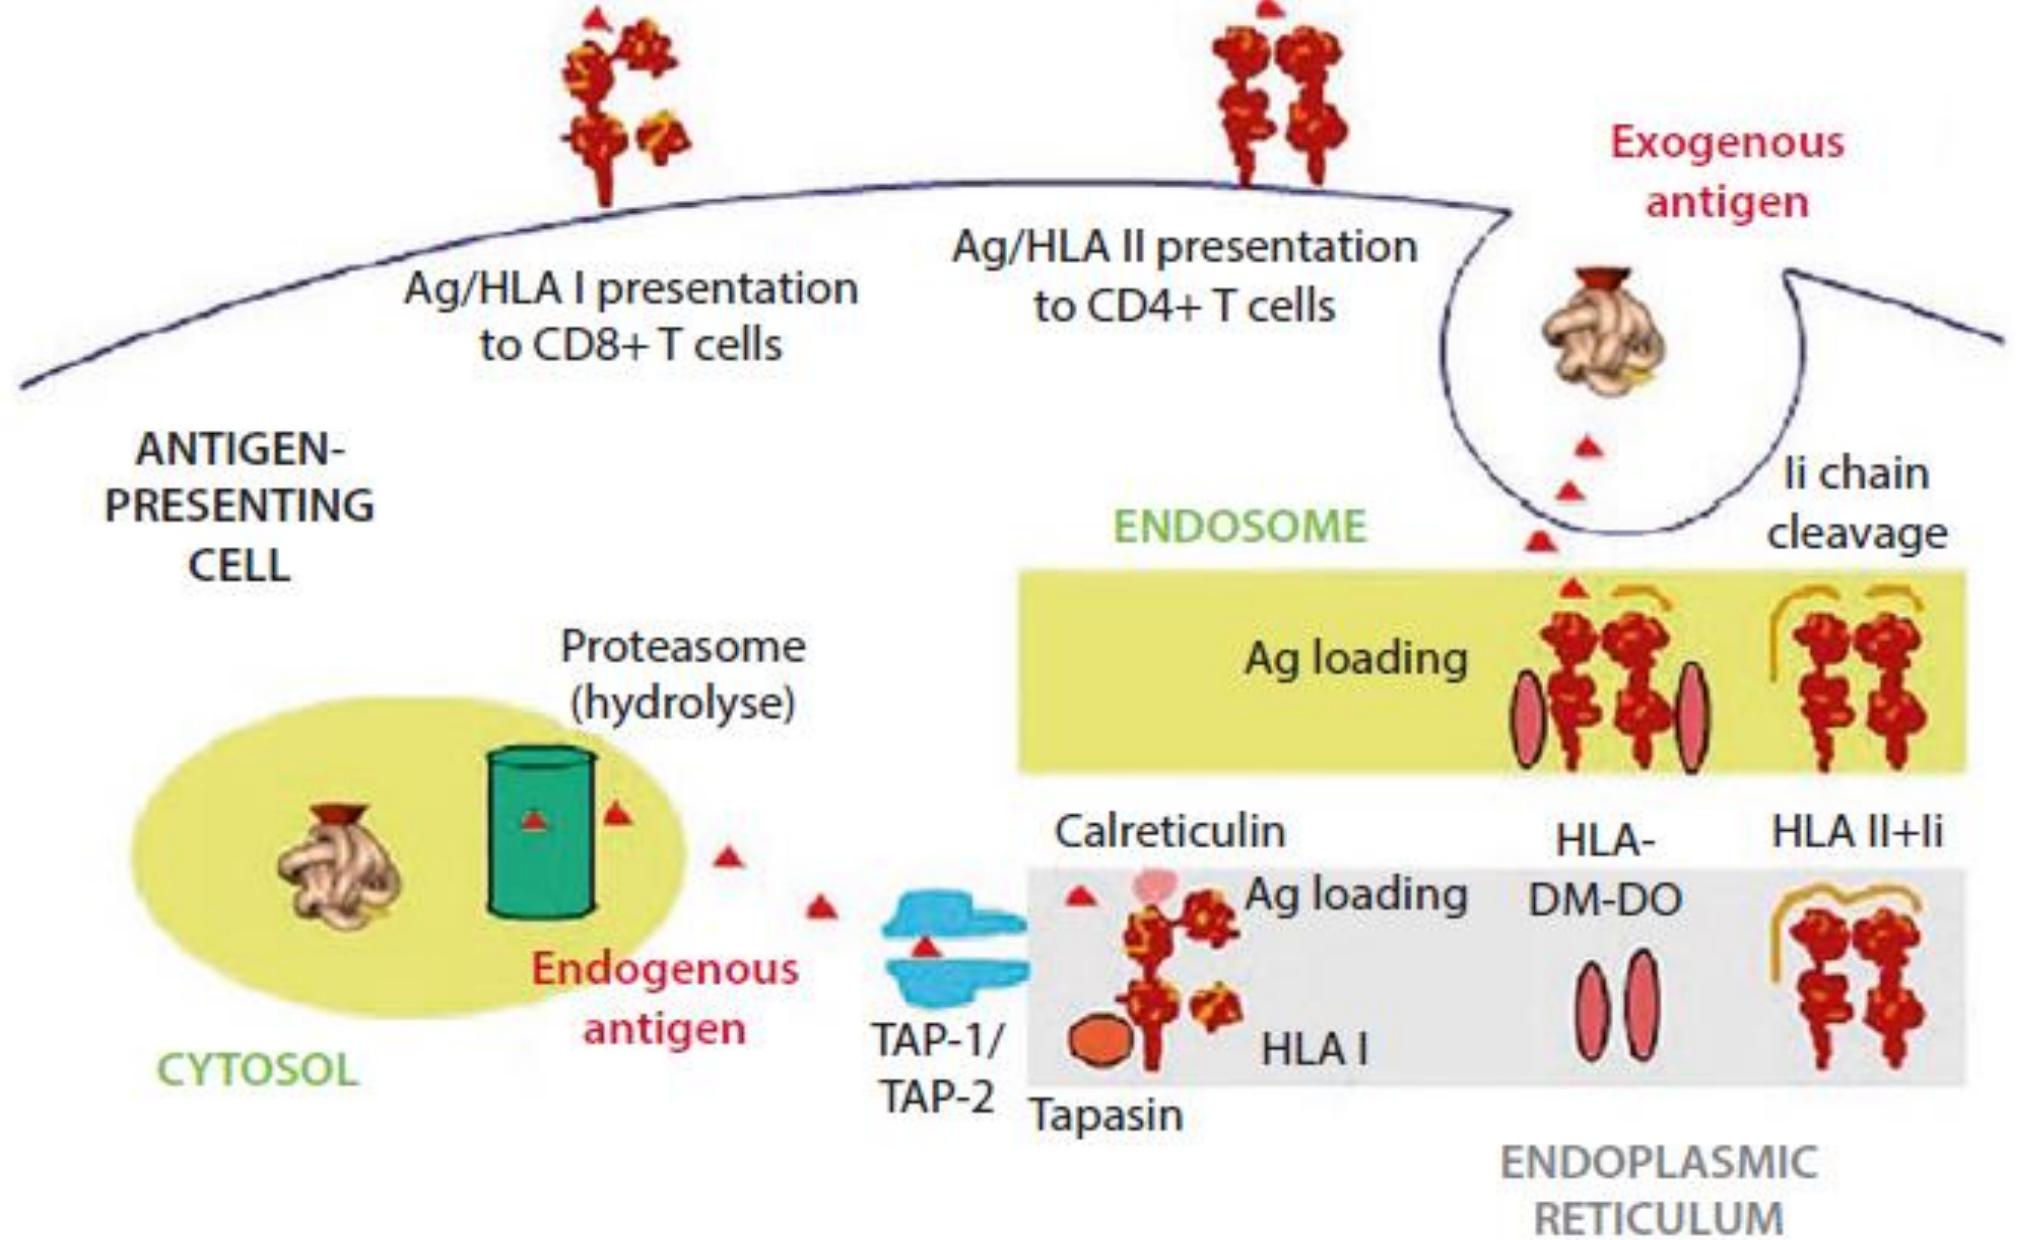 Exogenous
antigen
Ag/HLA I presentation
to CD8+ T cells
Ag/HLA II presentation
to CD4+ T cells
ANTIGEN-
PRESENTING
CELL
ENDOSOME
Ii chain
cleavage
Proteasome
(hydrolyse)
Ag loading
Calreticulin
HLA-
DM-DO
HLA II+Ii
Ag loading
Endogenous
antigen
CYTOSOL
TAP-1/
TAP-2
HLA I
Tapasin
ENDOPLASMIC
RETICULUM